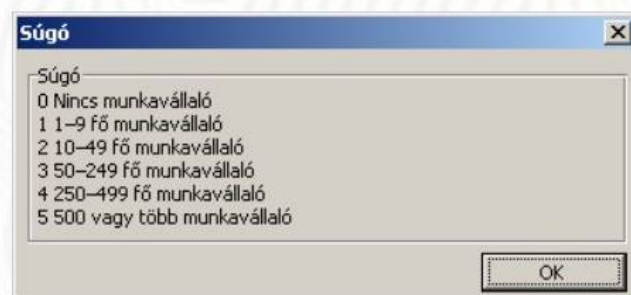 Súgó
Súgó
0 Nincs munkavállaló
1 1–9 fő munkavállaló
2 10–49 fő munkavállaló
3 50–249 fő munkavállaló
4 250–499 fő munkavállaló
5 500 vagy több munkavállaló
OK